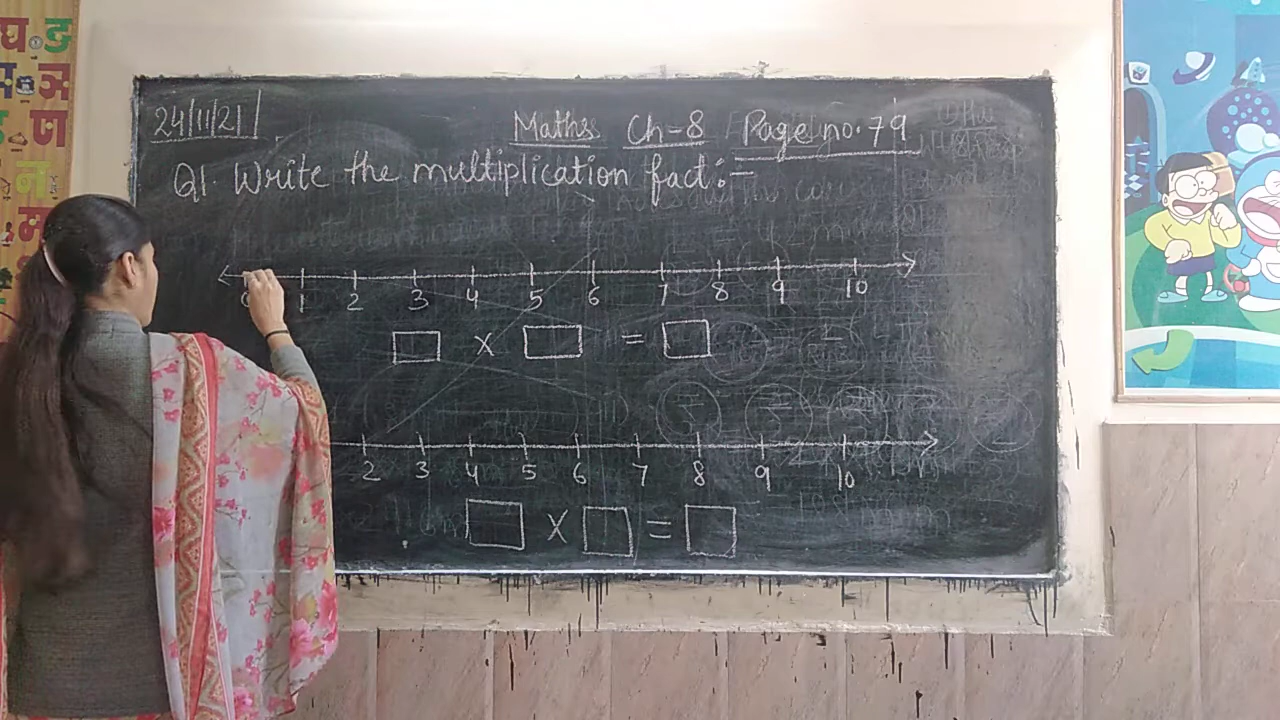 घ ङ
ञ
ण
न
24/11/21
Maths Ch-8 Page no. 79
Q1. Write the multiplication fact:-
0 1 2 3 4 5 6 7 8 9 10
□ X □ = □
2 3 4 5 6 7 8 9 10
□ X □ = □